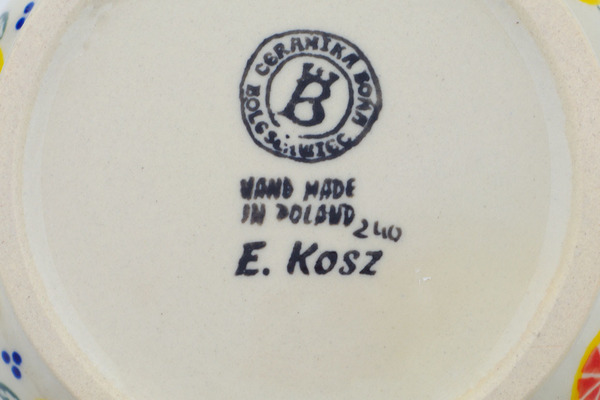 CERAMIKA BONA
BOLESŁAWIEC
B
HAND MADE
IN POLAND
240
E. Kosz